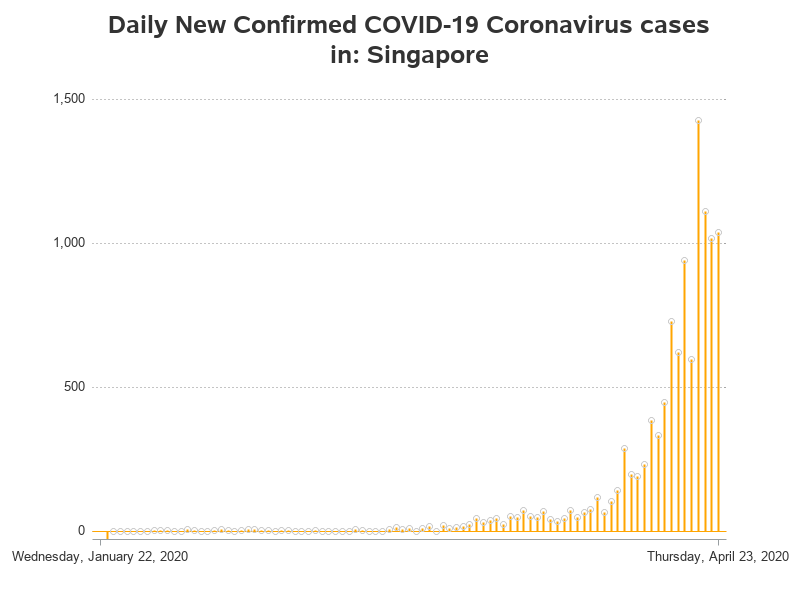 Daily New Confirmed COVID-19 Coronavirus cases
in: Singapore
1,500
1,000
500
0
Wednesday, January 22, 2020
Thursday, April 23, 2020